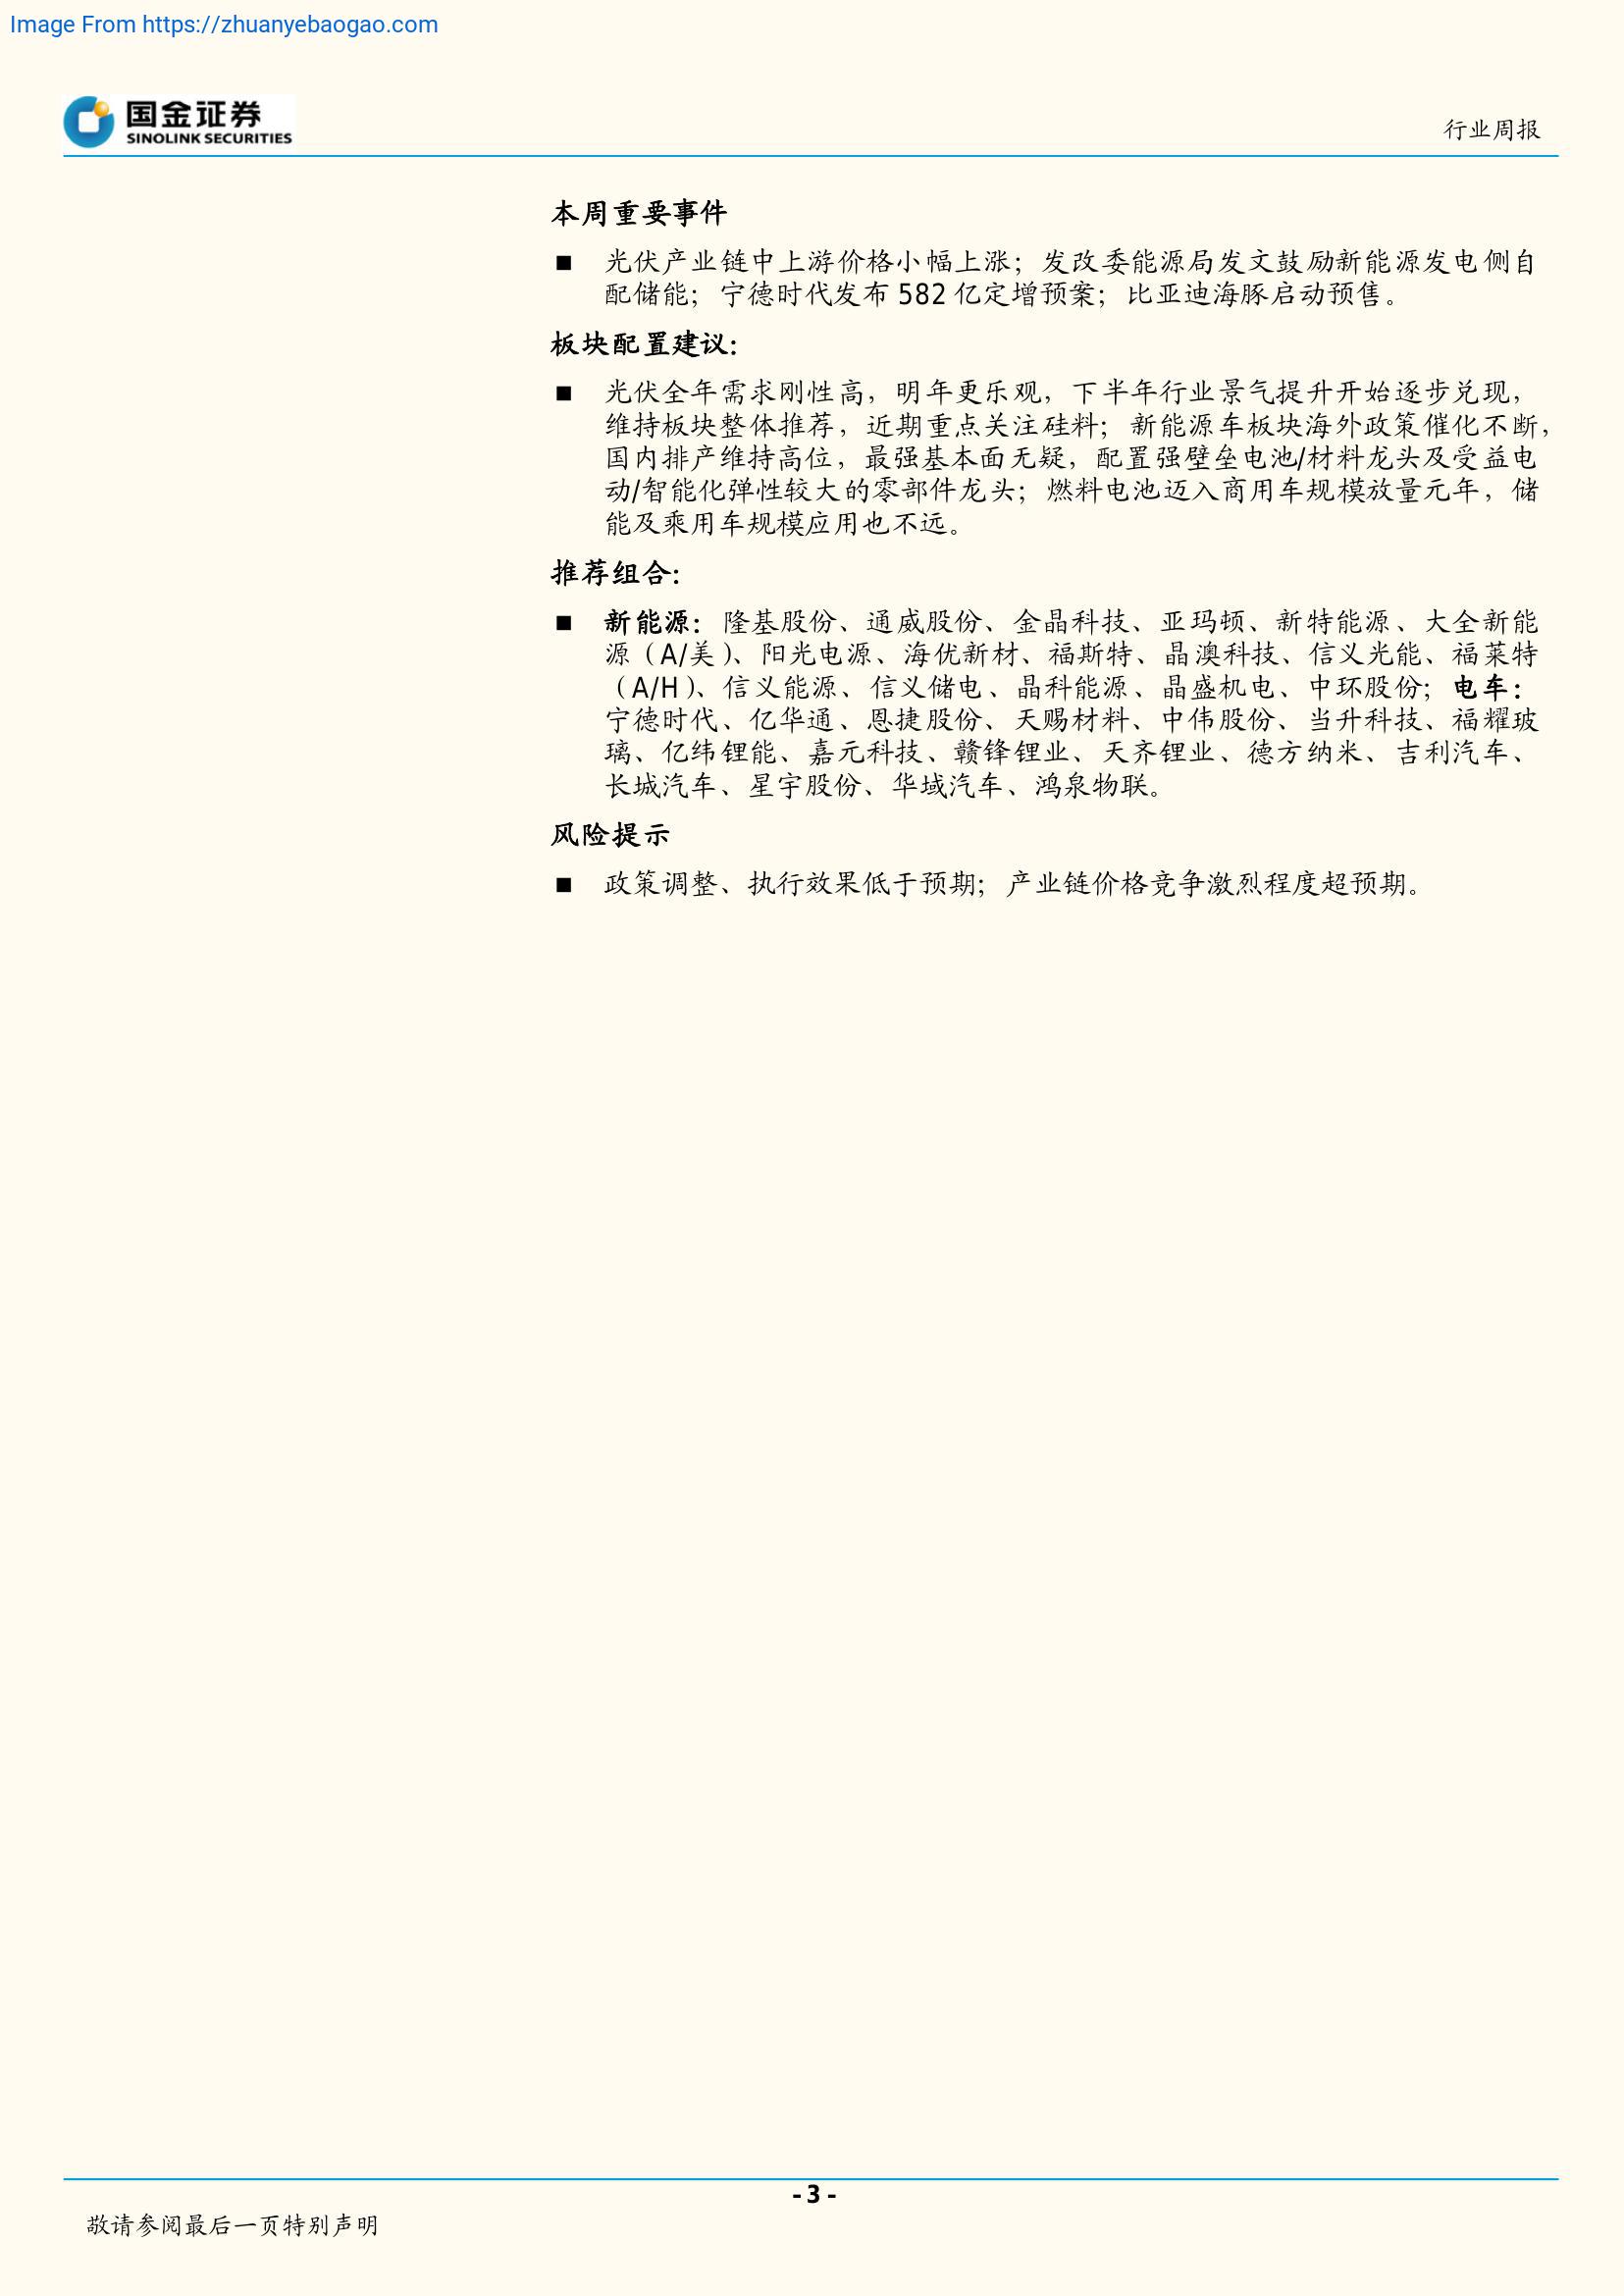 Image From https://zhuanyebaogao.com
国金证券
SINOLINK SECURITIES
行业周报
本周重要事件
■ 光伏产业链中上游价格小幅上涨；发改委能源局发文鼓励新能源发电侧自
配储能；宁德时代发布 582 亿定增预案；比亚迪海豚启动预售。
板块配置建议：
■ 光伏全年需求刚性高，明年更乐观，下半年行业景气提升开始逐步兑现，
维持板块整体推荐，近期重点关注硅料；新能源车板块海外政策催化不断，
国内排产维持高位，最强基本面无疑，配置强壁垒电池/材料龙头及受益电
动/智能化弹性较大的零部件龙头；燃料电池迈入商用车规模放量元年，储
能及乘用车规模应用也不远。
推荐组合：
■ 新能源：隆基股份、通威股份、金晶科技、亚玛顿、新特能源、大全新能
源（A/美）、阳光电源、海优新材、福斯特、晶澳科技、信义光能、福莱特
（A/H）、信义能源、信义储电、晶科能源、晶盛机电、中环股份；电车：
宁德时代、亿华通、恩捷股份、天赐材料、中伟股份、当升科技、福耀玻
璃、亿纬锂能、嘉元科技、赣锋锂业、天齐锂业、德方纳米、吉利汽车、
长城汽车、星宇股份、华域汽车、鸿泉物联。
风险提示
■ 政策调整、执行效果低于预期；产业链价格竞争激烈程度超预期。
- 3 -
敬请参阅最后一页特别声明